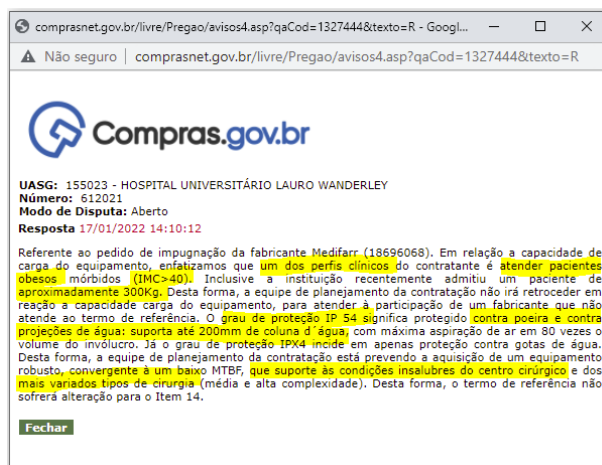 comprasnet.gov.br/livre/Pregao/avisos4.asp?qaCod=1327444&texto=R - Googl...
Não seguro | comprasnet.gov.br/livre/Pregao/avisos4.asp?qaCod=1327444&texto=R
Compras.gov.br
UASG: 155023 - HOSPITAL UNIVERSITÁRIO LAURO WANDERLEY
Número: 612021
Modo de Disputa: Aberto
Resposta 17/01/2022 14:10:12
Referente ao pedido de impugnação da fabricante Medifarr (18696068). Em relação a capacidade de
carga do equipamento, enfatizamos que um dos perfis clínicos do contratante é atender pacientes
obesos mórbidos (IMC>40). Inclusive a instituição recentemente admitiu um paciente de
aproximadamente 300Kg. Desta forma, a equipe de planejamento da contratação não irá retroceder em
reação a capacidade carga do equipamento, para atender à participação de um fabricante que não
atende ao termo de referência. O grau de proteção IP 54 significa protegido contra poeira e contra
projeções de água: suporta até 200mm de coluna d´água, com máxima aspiração de ar em 80 vezes o
volume do invólucro. Já o grau de proteção IPX4 incide em apenas proteção contra gotas de água.
Desta forma, a equipe de planejamento da contratação está prevendo a aquisição de um equipamento
robusto, convergente à um baixo MTBF, que suporte às condições insalubres do centro cirúrgico e dos
mais variados tipos de cirurgia (média e alta complexidade). Desta forma, o termo de referência não
sofrerá alteração para o Item 14.
Fechar